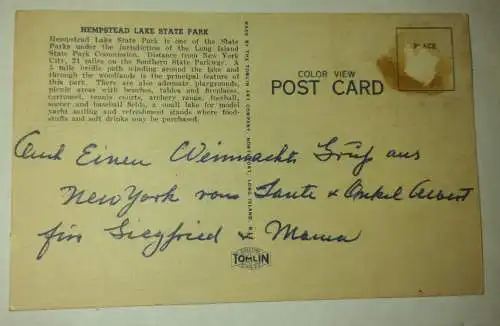 HEMPSTEAD LAKE STATE PARK
Hempstead Lake State Park is one of the State
Parks under the jurisdiction of the Long Island
State Park Commission. Distance from New York
City, 21 miles on the Southern State Parkway. A
5 mile bridle path winding around the lake and
through the woodlands is the principal feature of
this park. There are also adequate playgrounds,
picnic areas with beaches, tables and fireplaces,
carrousel, tennis courts, archery range, football,
soccer and baseball fields, a small lake for model
yacht sailing and refreshment stands where food-
stuffs and soft drinks may be purchased.
COLOR VIEW
POST CARD
PLACE
Auch Einen Weinnachts Gruß aus
New York vom Tante & Onkel Albert
für Siegfried & Mama
TOMLIN